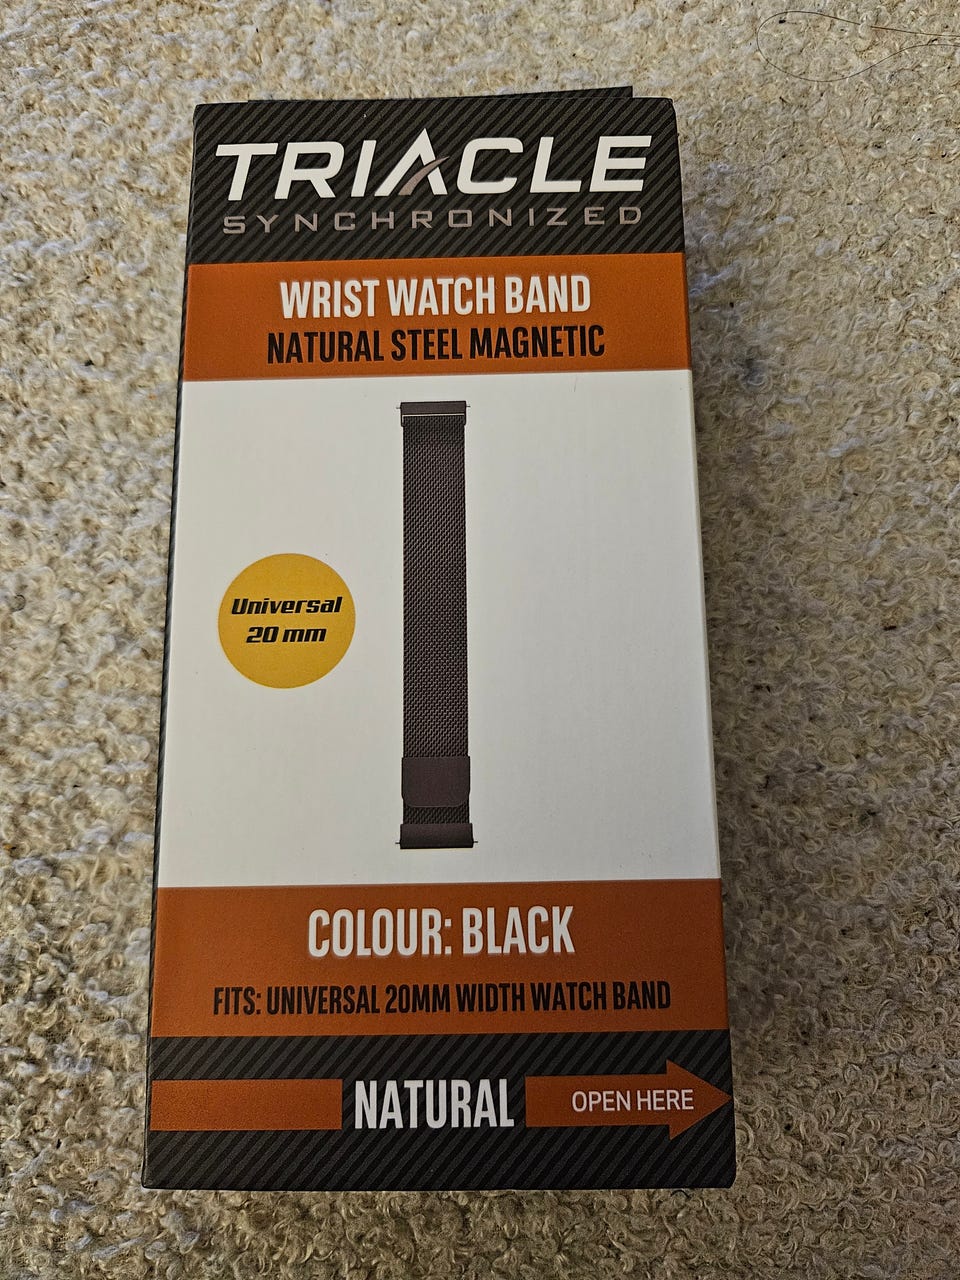 TRIACLE
SYNCHRONIZED
WRIST WATCH BAND
NATURAL STEEL MAGNETIC
Universal
20 mm
COLOUR: BLACK
FITS: UNIVERSAL 20MM WIDTH WATCH BAND
NATURAL
OPEN HERE